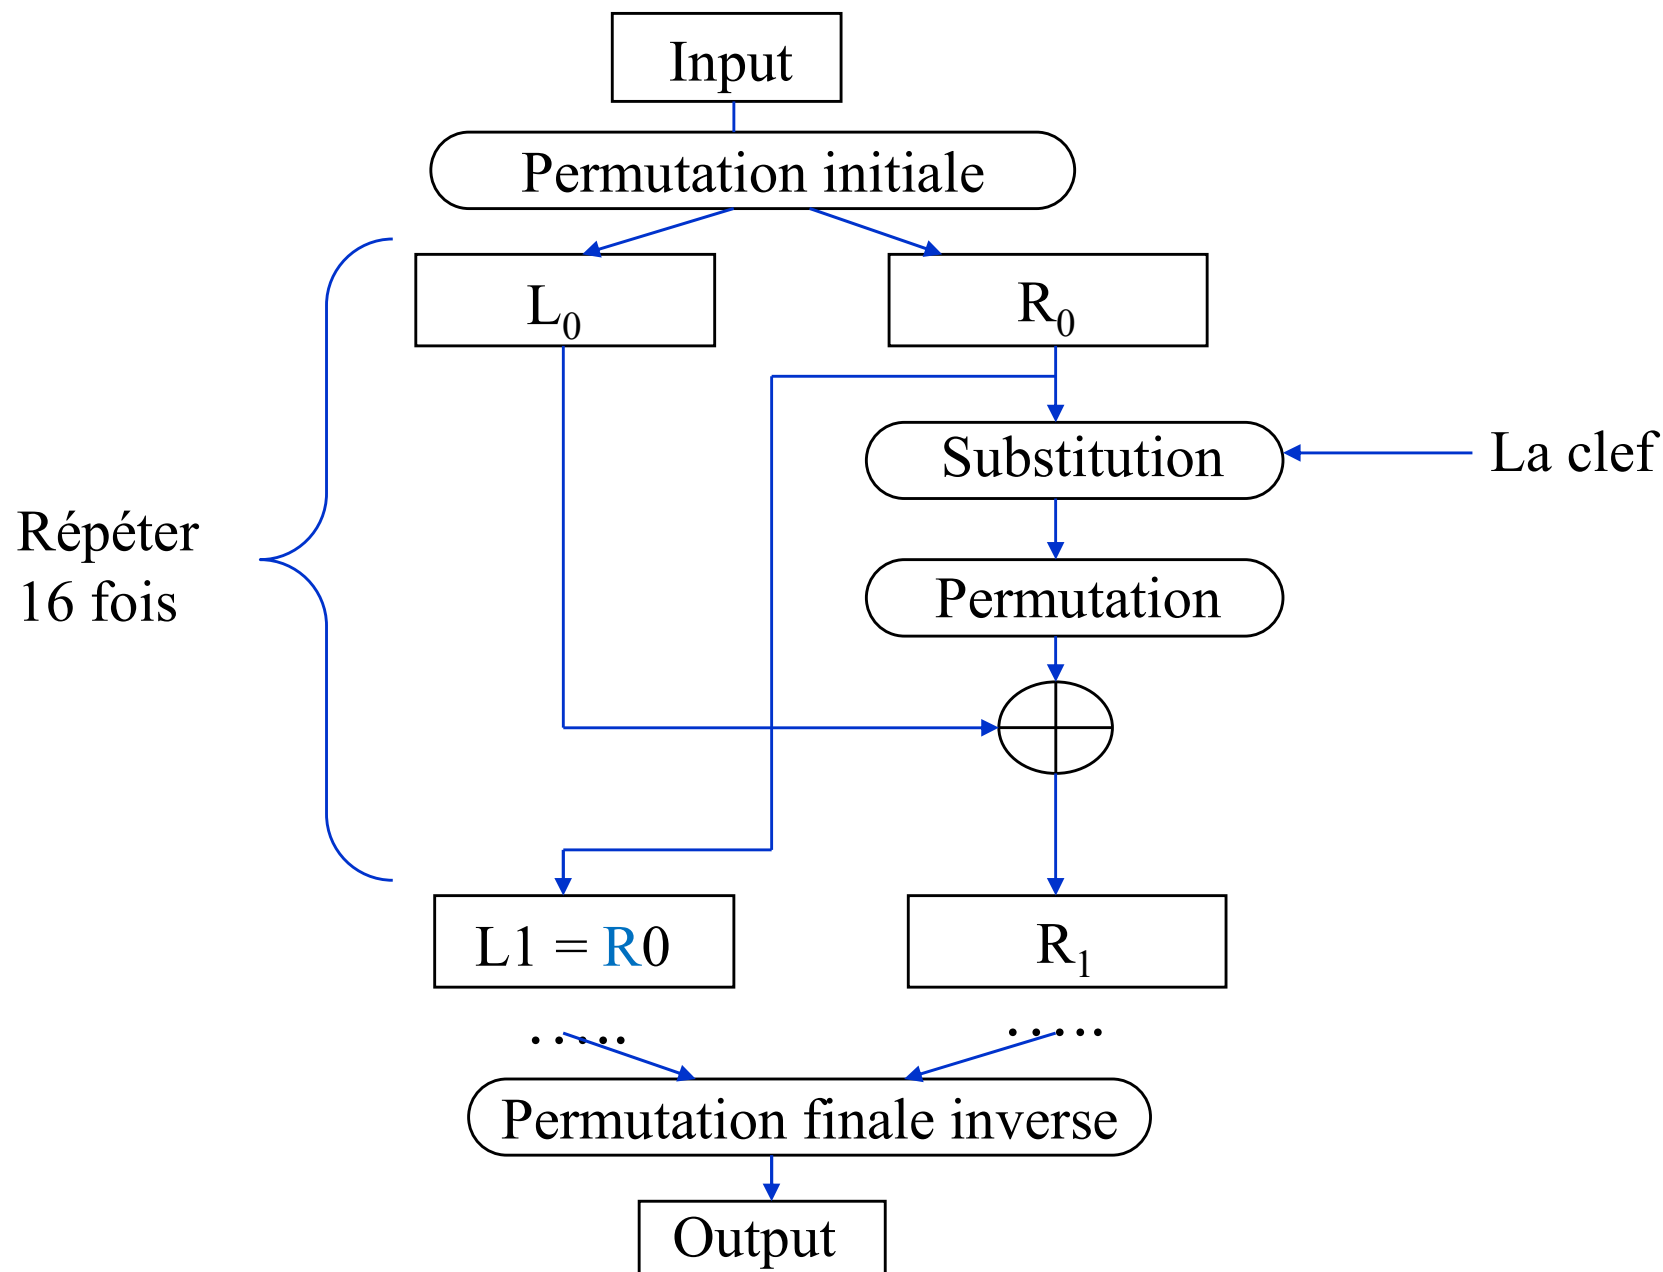 Input
Permutation initiale
L₀
R₀
Substitution
La clef
Répéter
16 fois
Permutation
L1 = R0
R₁
.....
.....
Permutation finale inverse
Output